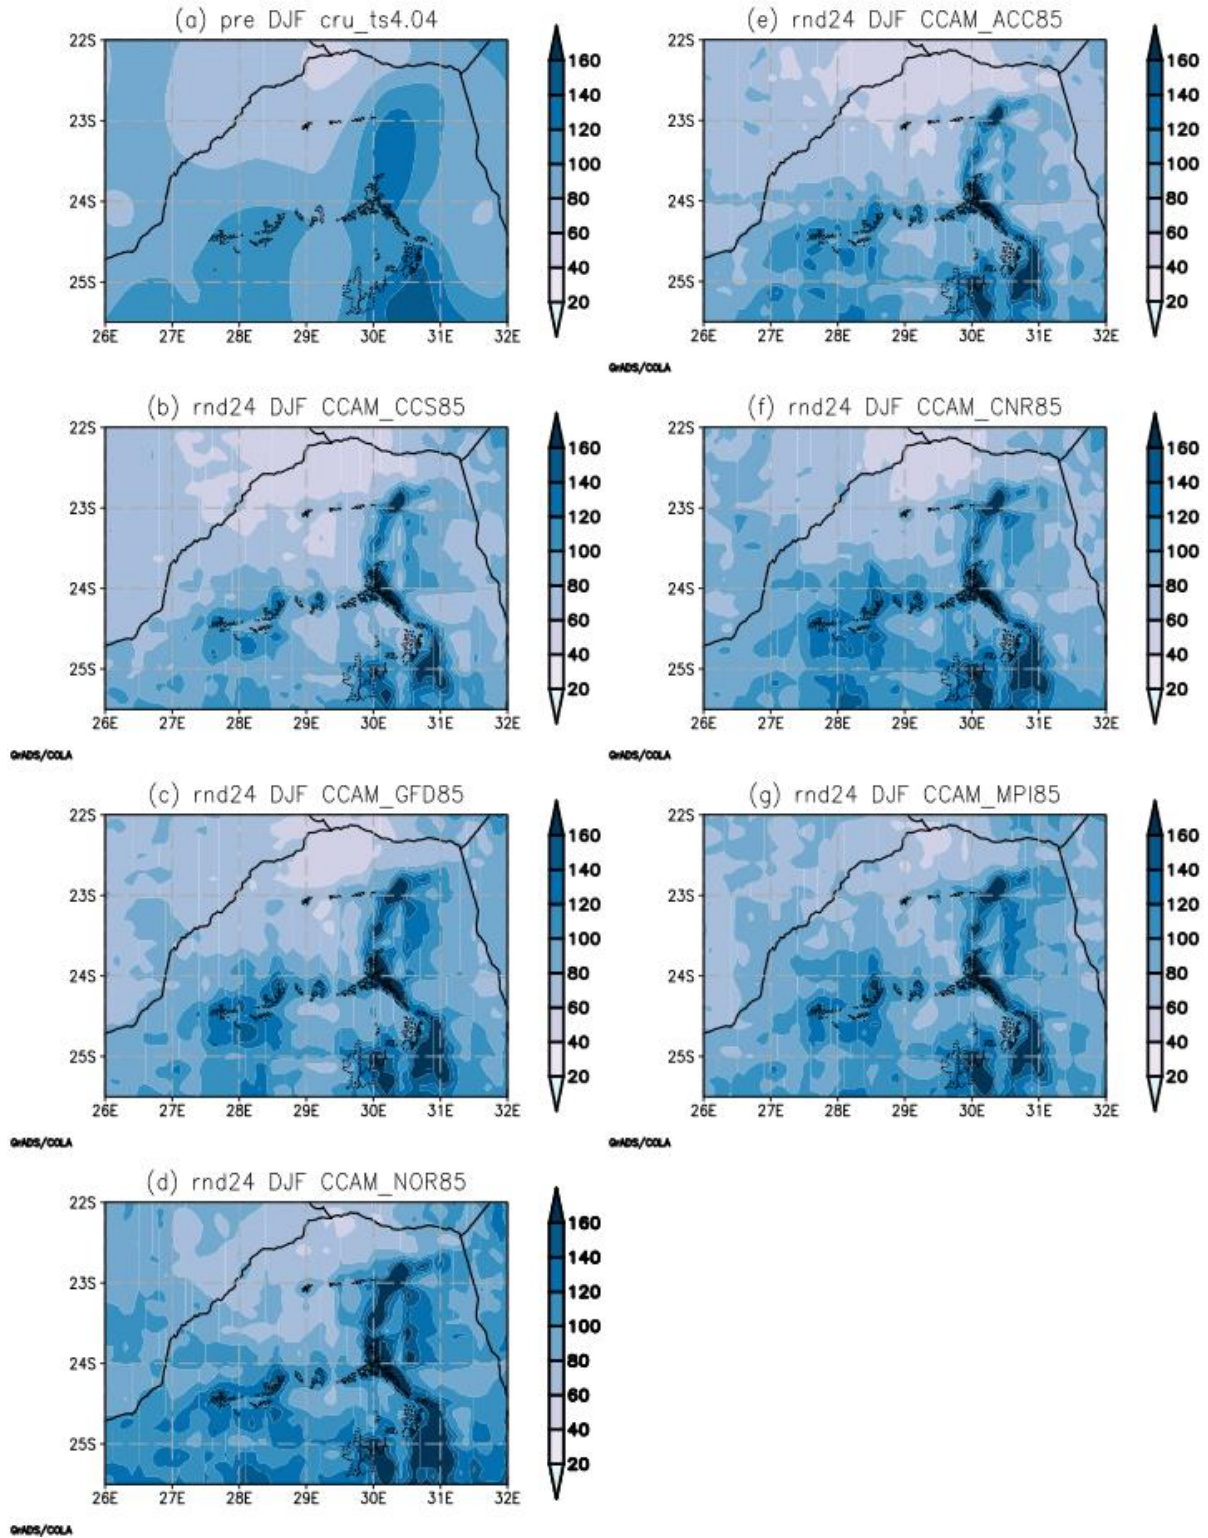 (a) pre DJF cru_ts4.04
22S
23S
24S
25S
26E 27E 28E 29E 30E 31E 32E
160
140
120
100
80
60
40
20
(e) rnd24 DJF CCAM_ACC85
22S
23S
24S
25S
26E 27E 28E 29E 30E 31E 32E
160
140
120
100
80
60
40
20
GrADS/COLA
(b) rnd24 DJF CCAM_CCS85
22S
23S
24S
25S
26E 27E 28E 29E 30E 31E 32E
160
140
120
100
80
60
40
20
GrADS/COLA
(f) rnd24 DJF CCAM_CNR85
22S
23S
24S
25S
26E 27E 28E 29E 30E 31E 32E
160
140
120
100
80
60
40
20
GrADS/COLA
(c) rnd24 DJF CCAM_GFD85
22S
23S
24S
25S
26E 27E 28E 29E 30E 31E 32E
160
140
120
100
80
60
40
20
GrADS/COLA
(g) rnd24 DJF CCAM_MPI85
22S
23S
24S
25S
26E 27E 28E 29E 30E 31E 32E
160
140
120
100
80
60
40
20
GrADS/COLA
(d) rnd24 DJF CCAM_NOR85
22S
23S
24S
25S
26E 27E 28E 29E 30E 31E 32E
160
140
120
100
80
60
40
20
GrADS/COLA